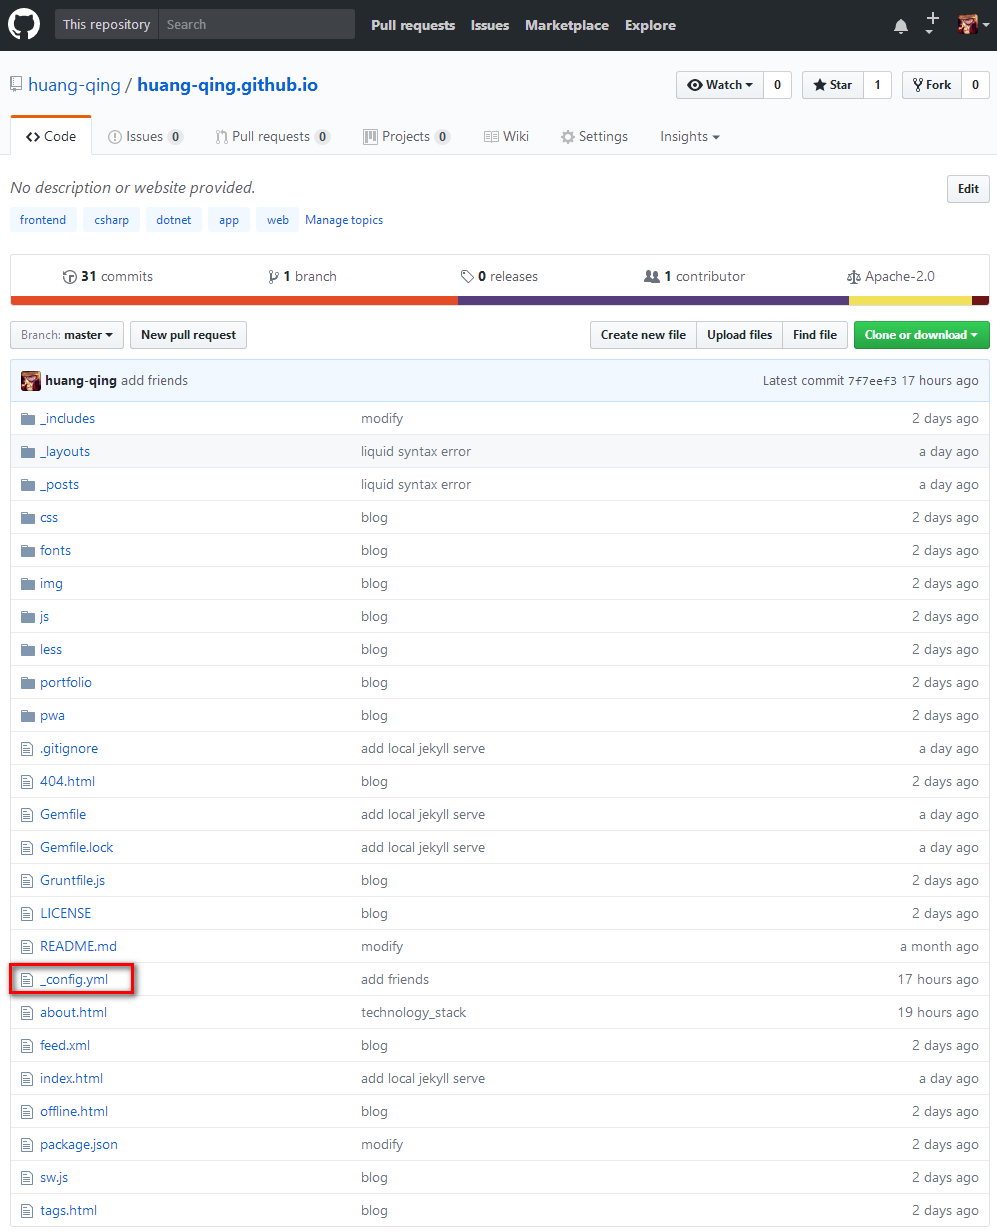 This repository Search Pull requests Issues Marketplace Explore
huang-qing / huang-qing.github.io Watch 0 Star 1 Fork 0
Code Issues 0 Pull requests 0 Projects 0 Wiki Settings Insights
No description or website provided. Edit
frontend csharp dotnet app web Manage topics
31 commits 1 branch 0 releases 1 contributor Apache-2.0
Branch: master New pull request Create new file Upload files Find file Clone or download
huang-qing add friends Latest commit 7f7eef3 17 hours ago
_includes modify 2 days ago
_layouts liquid syntax error a day ago
_posts liquid syntax error a day ago
css blog 2 days ago
fonts blog 2 days ago
img blog 2 days ago
js blog 2 days ago
less blog 2 days ago
portfolio blog 2 days ago
pwa blog 2 days ago
.gitignore add local jekyll serve a day ago
404.html blog 2 days ago
Gemfile add local jekyll serve a day ago
Gemfile.lock add local jekyll serve a day ago
Gruntfile.js blog 2 days ago
LICENSE blog 2 days ago
README.md modify a month ago
_config.yml add friends 17 hours ago
about.html technology_stack 19 hours ago
feed.xml blog 2 days ago
index.html add local jekyll serve a day ago
offline.html blog 2 days ago
package.json modify 2 days ago
sw.js blog 2 days ago
tags.html blog 2 days ago